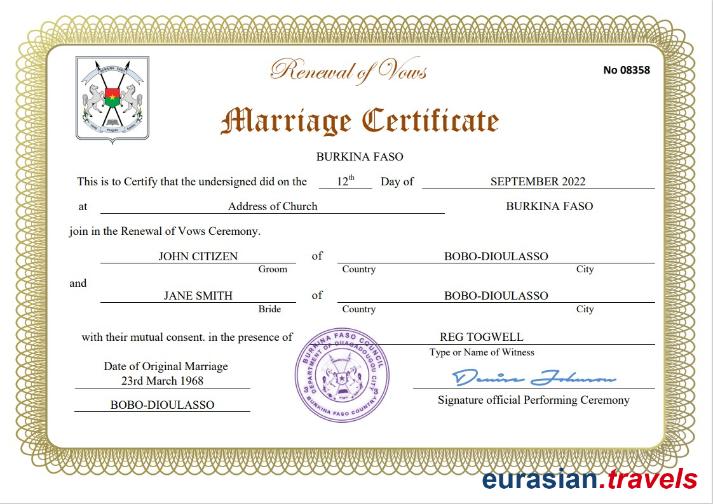 Renewal of Vows
No 08358
Marriage Certificate
BURKINA FASO
This is to Certify that the undersigned did on the 12th Day of SEPTEMBER 2022
at Address of Church BURKINA FASO
join in the Renewal of Vows Ceremony.
JOHN CITIZEN of BOBO-DIOULASSO
Groom Country City
and
JANE SMITH of BOBO-DIOULASSO
Bride Country City
with their mutual consent. in the presence of REG TOGWELL
Type or Name of Witness
Date of Original Marriage
23rd March 1968
BOBO-DIOULASSO
BURKINA FASO COUNCIL
DEPARTMENT OF OUAGADOUGOU CITY
BURKINA FASO COUNTRY
Denise Johnson
Signature official Performing Ceremony
eurasian.travels